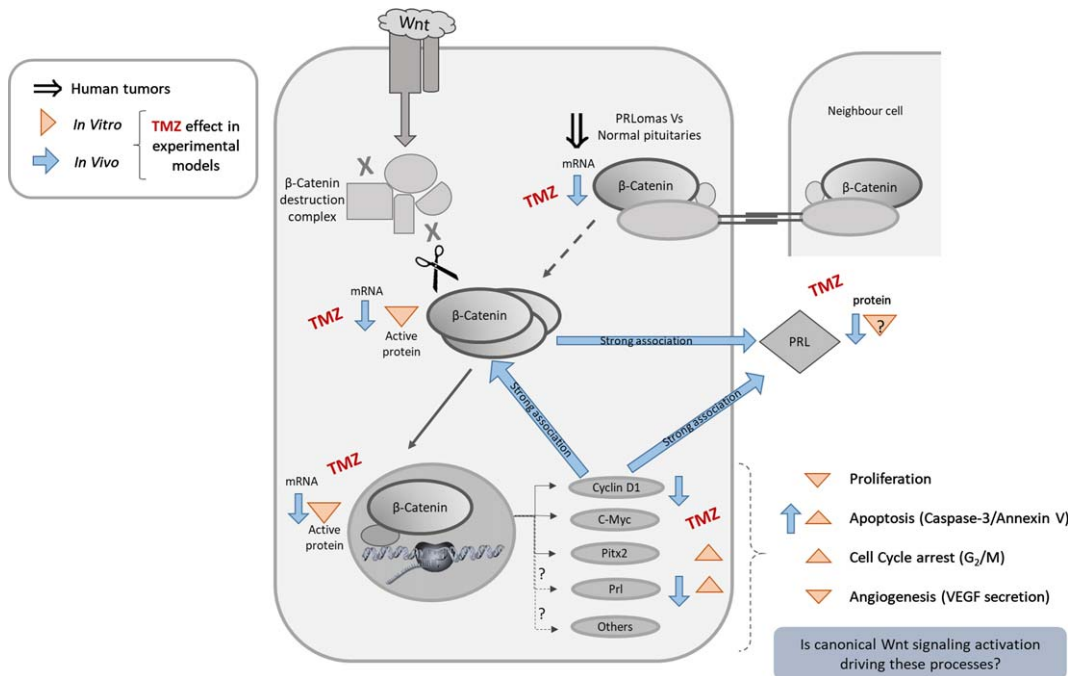 Wnt
Human tumors
In Vitro
In Vivo
TMZ effect in
experimental
models
X
β-Catenin
destruction
complex
X
PRLomas Vs
Normal pituitaries
mRNA
TMZ
β-Catenin
Neighbour cell
β-Catenin
mRNA
TMZ
Active
protein
β-Catenin
Strong association
TMZ
protein
?
PRL
Strong association
Strong association
TMZ
mRNA
Active
protein
β-Catenin
?
?
Cyclin D1
C-Myc
Pitx2
Prl
Others
TMZ
Proliferation
Apoptosis (Caspase-3/Annexin V)
Cell Cycle arrest (G₂/M)
Angiogenesis (VEGF secretion)
Is canonical Wnt signaling activation
driving these processes?